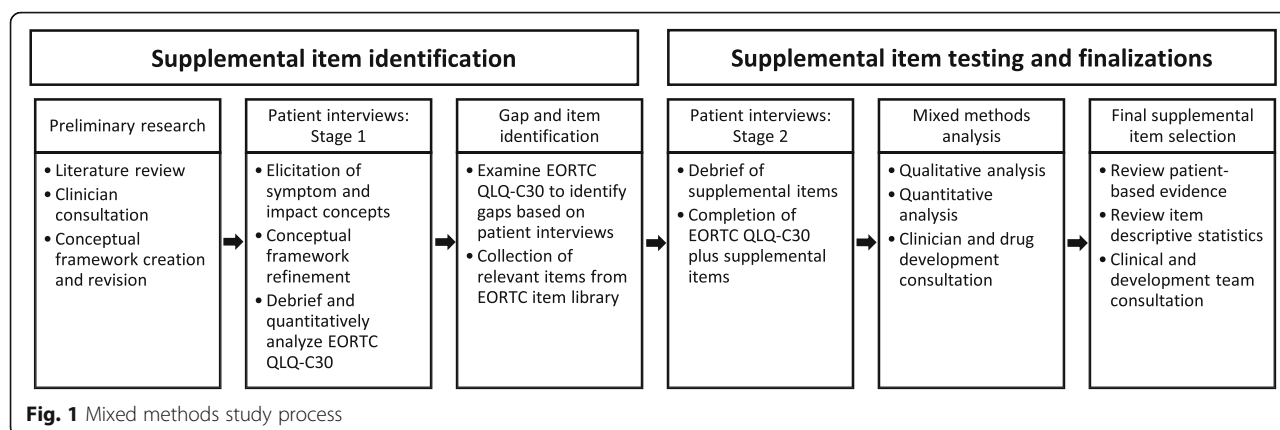 Supplemental item identification
Supplemental item testing and finalizations
Preliminary research
• Literature review
• Clinician
consultation
• Conceptual
framework creation
and revision
Patient interviews:
Stage 1
• Elicitation of
symptom and
impact concepts
• Conceptual
framework
refinement
• Debrief and
quantitatively
analyze EORTC
QLQ-C30
Gap and item
identification
• Examine EORTC
QLQ-C30 to identify
gaps based on
patient interviews
• Collection of
relevant items from
EORTC item library
Patient interviews:
Stage 2
• Debrief of
supplemental items
• Completion of
EORTC QLQ-C30
plus supplemental
items
Mixed methods
analysis
• Qualitative analysis
• Quantitative
analysis
• Clinician and drug
development
consultation
Final supplemental
item selection
• Review patient-
based evidence
• Review item
descriptive statistics
• Clinical and
development team
consultation
Fig. 1 Mixed methods study process